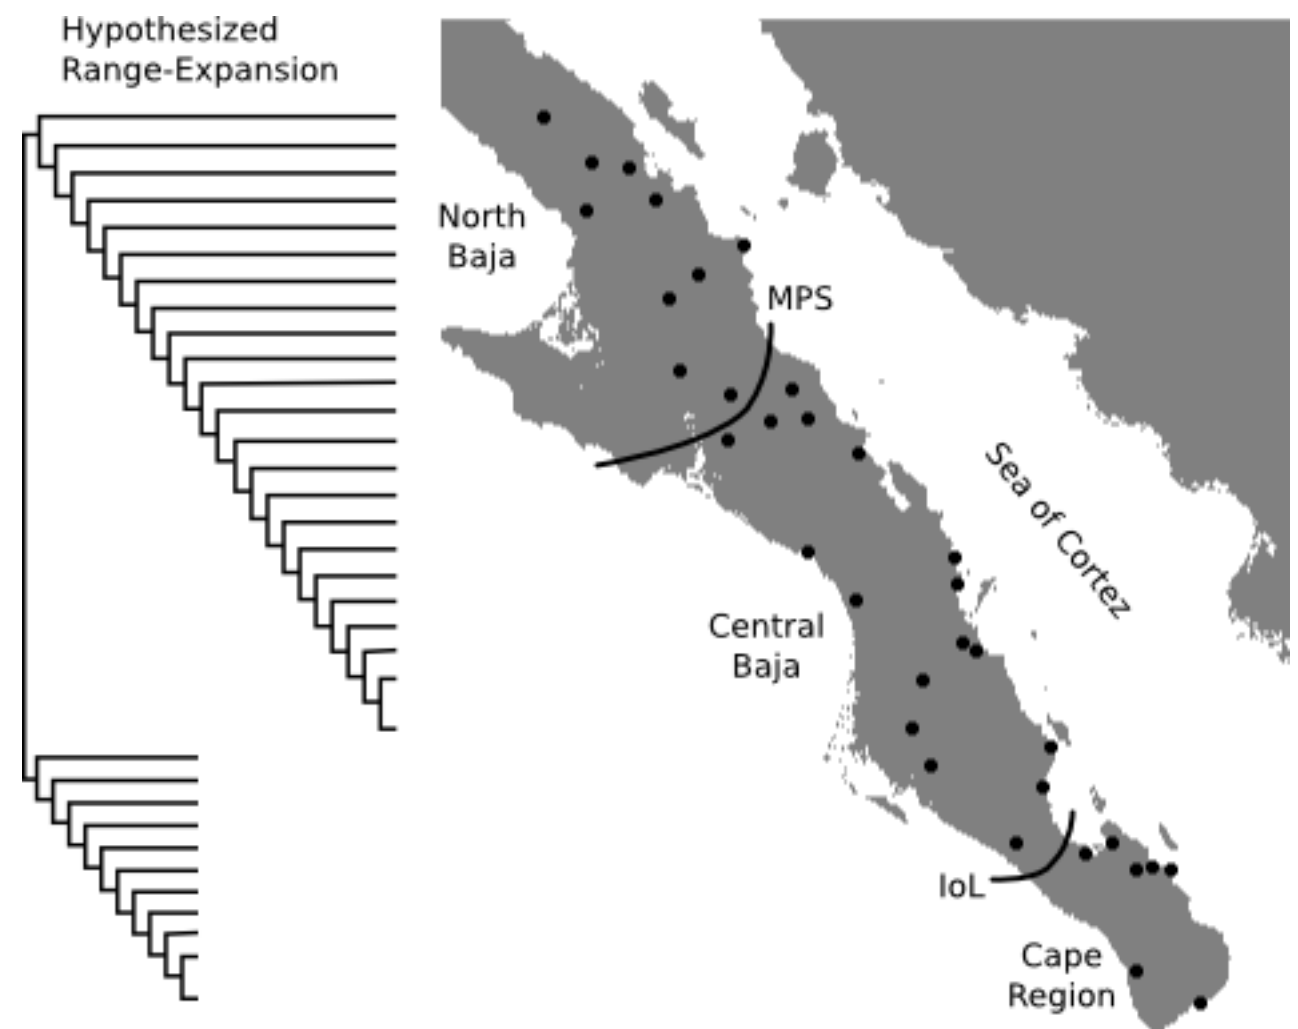 Hypothesized
Range-Expansion
North
Baja
MPS
Sea of Cortez
Central
Baja
IoL
Cape
Region